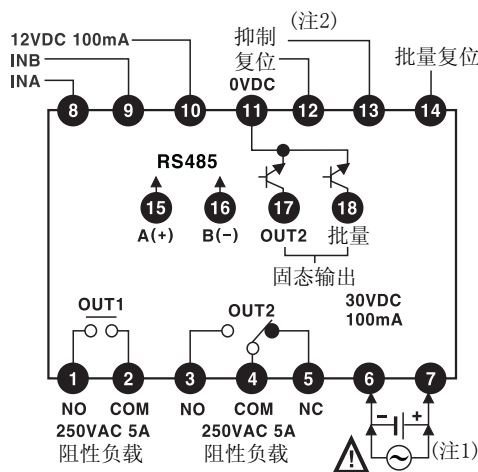 12VDC 100mA
INB
INA
抑制
(注2)
复位
0VDC
批量复位
8
9
10
11
12
13
14
RS485
15
16
17
18
A(+)
B(-)
OUT2
批量
固态输出
30VDC
100mA
OUT1
OUT2
1
2
3
4
5
6
7
NO
COM
NO
COM
NC
- +
250VAC 5A
250VAC 5A
阻性负载
阻性负载
(注1)